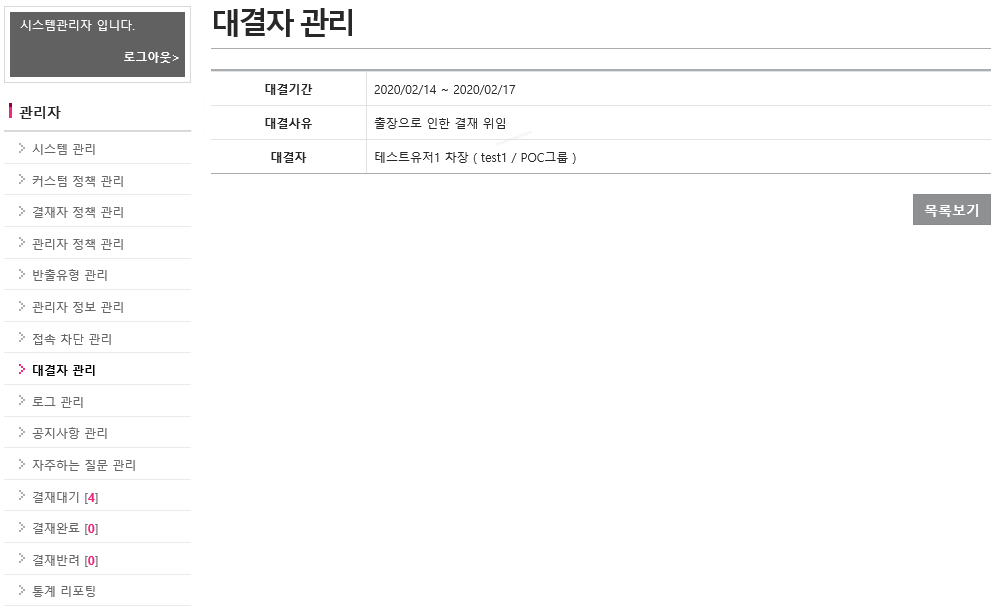 시스템관리자 입니다.
로그아웃>
관리자
시스템 관리
커스텀 정책 관리
결재자 정책 관리
관리자 정책 관리
반출유형 관리
관리자 정보 관리
접속 차단 관리
대결자 관리
로그 관리
공지사항 관리
자주하는 질문 관리
결재대기 [4]
결재완료 [0]
결재반려 [0]
통계 리포팅
대결자 관리
대결기간 2020/02/14 ~ 2020/02/17
대결사유 출장으로 인한 결재 위임
대결자 테스트유저1 차장 ( test1 / POC그룹 )
목록보기